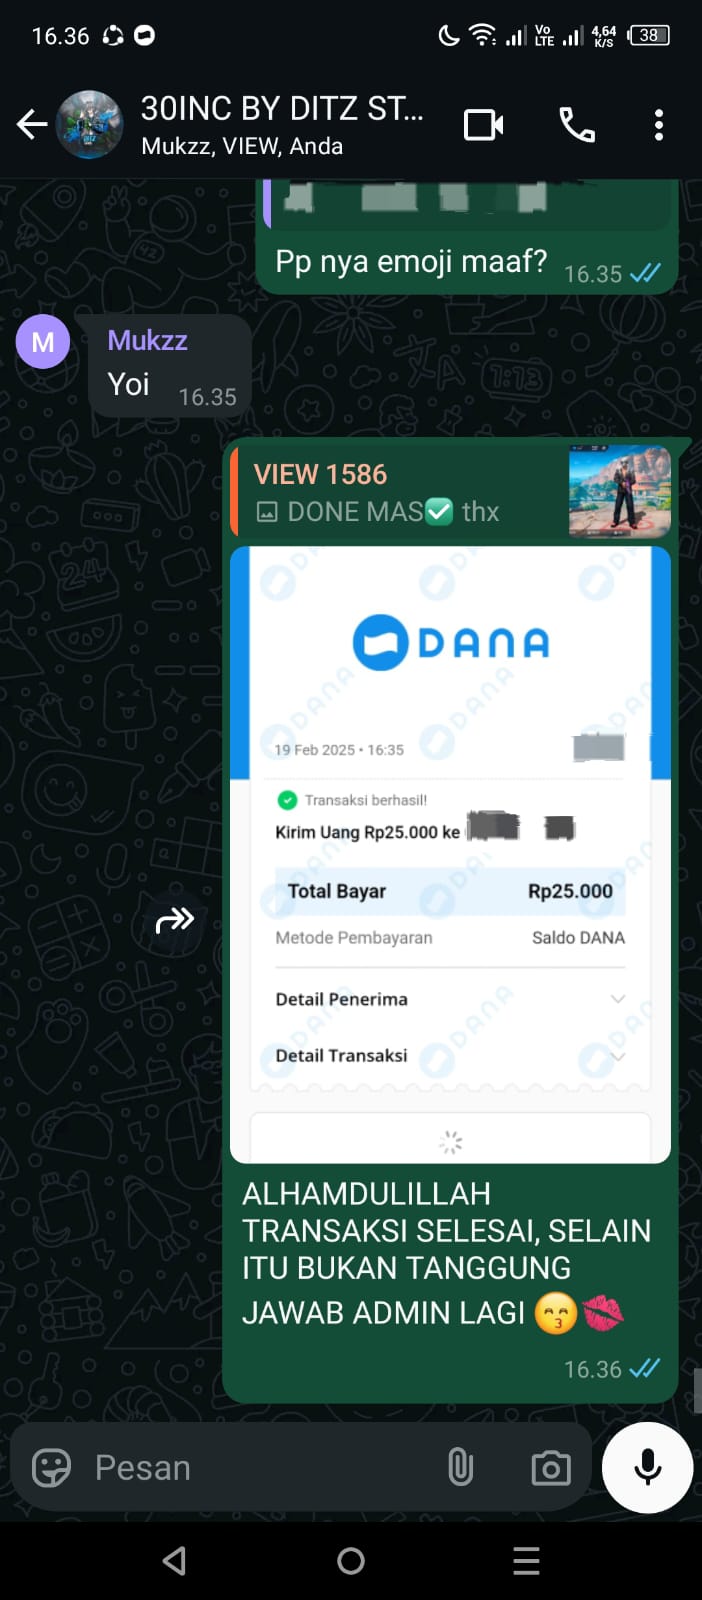 16.36
Vo
LTE
4,64
K/S
38
30INC BY DITZ ST...
Mukzz, VIEW, Anda
Pp nya emoji maaf?
16.35
M
Mukzz
Yoi
16.35
VIEW 1586
DONE MAS✅ thx
DANA
19 Feb 2025 • 16:35
Transaksi berhasil!
Kirim Uang Rp25.000 ke
Total Bayar Rp25.000
Metode Pembayaran Saldo DANA
Detail Penerima
Detail Transaksi
ALHAMDULILLAH
TRANSAKSI SELESAI, SELAIN
ITU BUKAN TANGGUNG
JAWAB ADMIN LAGI 😙💋
16.36
Pesan